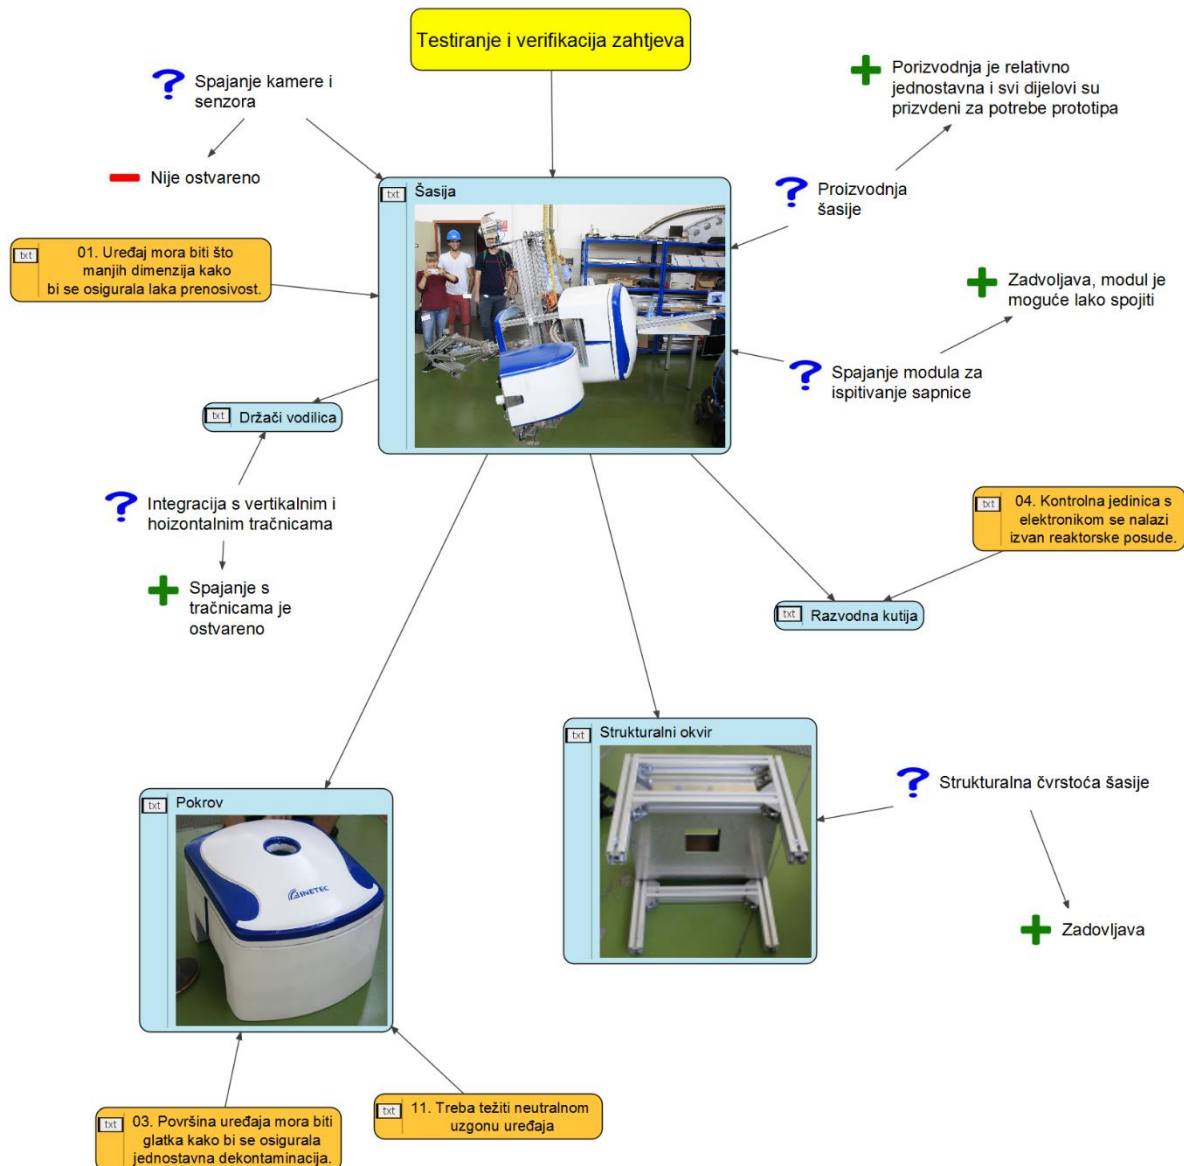 Testiranje i verifikacija zahtjeva
Spajanje kamere i
senzora
Nije ostvareno
Porizvodnja je relativno
jednostavna i svi dijelovi su
prizvdeni za potrebe prototipa
Proizvodnja
šasije
txt
Šasija
txt
01. Uređaj mora biti što
manjih dimenzija kako
bi se osigurala laka prenosivost.
Zadvoljava, modul je
moguće lako spojiti
Spajanje modula za
ispitivanje sapnice
txt
Držači vodilica
Integracija s vertikalnim i
hoizontalnim tračnicama
Spajanje s
tračnicama je
ostvareno
txt
04. Kontrolna jedinica s
elektronikom se nalazi
izvan reaktorske posude.
txt
Razvodna kutija
txt
Strukturalni okvir
Strukturalna čvrstoća šasije
Zadovljava
txt
Pokrov
INETEC
txt
03. Površina uređaja mora biti
glatka kako bi se osigurala
jednostavna dekontaminacija.
txt
11. Treba težiti neutralnom
uzgonu uređaja